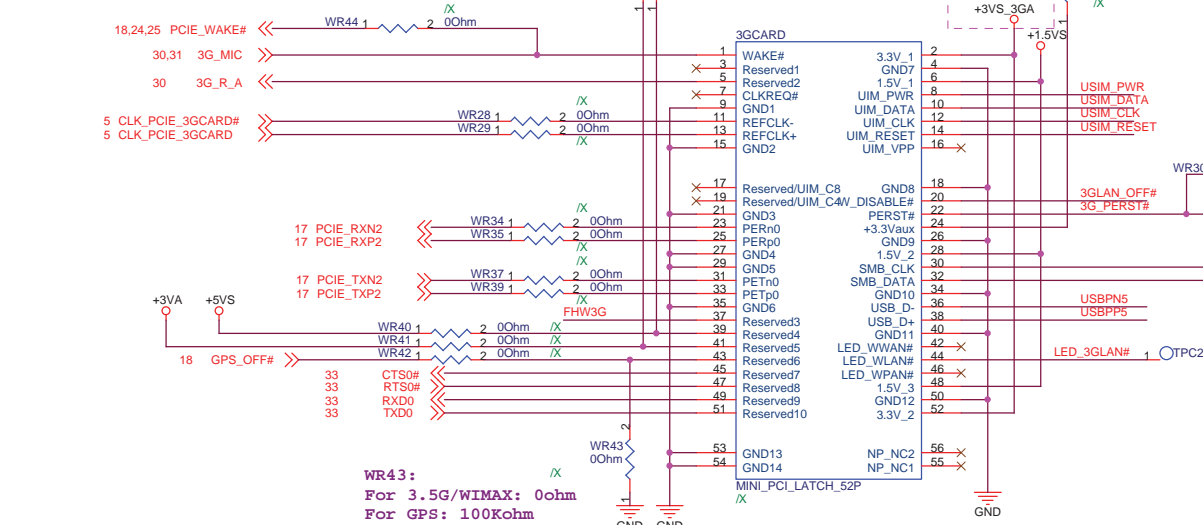 /X
/X
+3VS_3GA
WR44 1 2 0Ohm
18,24,25 PCIE_WAKE#
3GCARD
+1.5VS
1
1
1
30,31 3G_MIC
1 WAKE# 3.3V_1 2
3 Reserved1 GND7 4
30 3G_R_A
5 Reserved2 1.5V_1 6
7 CLKREQ# UIM_PWR 8 USIM_PWR
/X
9 GND1 UIM_DATA 10 USIM_DATA
5 CLK_PCIE_3GCARD# WR28 1 2 0Ohm 11 REFCLK- UIM_CLK 12 USIM_CLK
5 CLK_PCIE_3GCARD WR29 1 2 0Ohm 13 REFCLK+ UIM_RESET 14 USIM_RESET
/X
15 GND2 UIM_VPP 16
WR30
17 Reserved/UIM_C8 GND8 18
19 Reserved/UIM_C4 W_DISABLE# 20 3GLAN_OFF#
/X
21 GND3 PERST# 22 3G_PERST#
17 PCIE_RXN2 WR34 1 2 0Ohm 23 PERn0 +3.3Vaux 24
17 PCIE_RXP2 WR35 1 2 0Ohm 25 PERp0 GND9 26
/X
27 GND4 1.5V_2 28
/X
29 GND5 SMB_CLK 30
17 PCIE_TXN2 WR37 1 2 0Ohm 31 PETn0 SMB_DATA 32
17 PCIE_TXP2 WR39 1 2 0Ohm 33 PETp0 GND10 34
/X
+3VA +5VS
35 GND6 USB_D- 36 USBPN5
FHW3G 37 Reserved3 USB_D+ 38 USBPP5
WR40 1 2 0Ohm /X 39 Reserved4 GND11 40
WR41 1 2 0Ohm /X 41 Reserved5 LED_WWAN# 42
18 GPS_OFF# WR42 1 2 0Ohm /X 43 Reserved6 LED_WLAN# 44 LED_3GLAN# 1 TPC2
33 CTS0# 45 Reserved7 LED_WPAN# 46
33 RTS0# 47 Reserved8 1.5V_3 48
33 RXD0 49 Reserved9 GND12 50
33 TXD0 51 Reserved10 3.3V_2 52
2
WR43
0Ohm
/X
1
53 GND13 NP_NC2 56
54 GND14 NP_NC1 55
MINI_PCI_LATCH_52P
/X
WR43:
For 3.5G/WIMAX: 0ohm
For GPS: 100Kohm
GND
GND GND